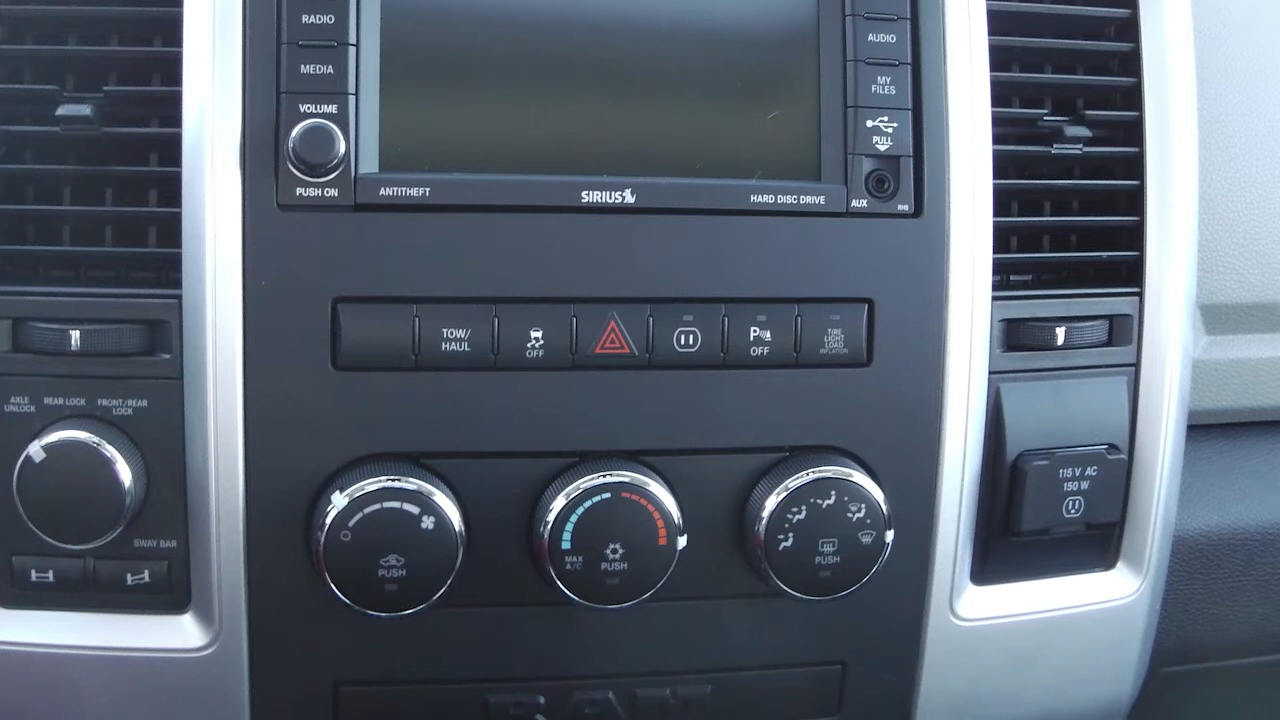 RADIO
MEDIA
VOLUME
PUSH ON
AUDIO
MY
FILES
PULL
AUX
ANTITHEFT
SIRIUS
HARD DISC DRIVE
TOW/
HAUL
OFF
P
OFF
TIRE
LIGHT
LOAD
INFLATION
AXLE
UNLOCK
REAR LOCK
FRONT/REAR
LOCK
SWAY BAR
PUSH
MAX
A/C
PUSH
PUSH
115 V AC
150 W
RAM